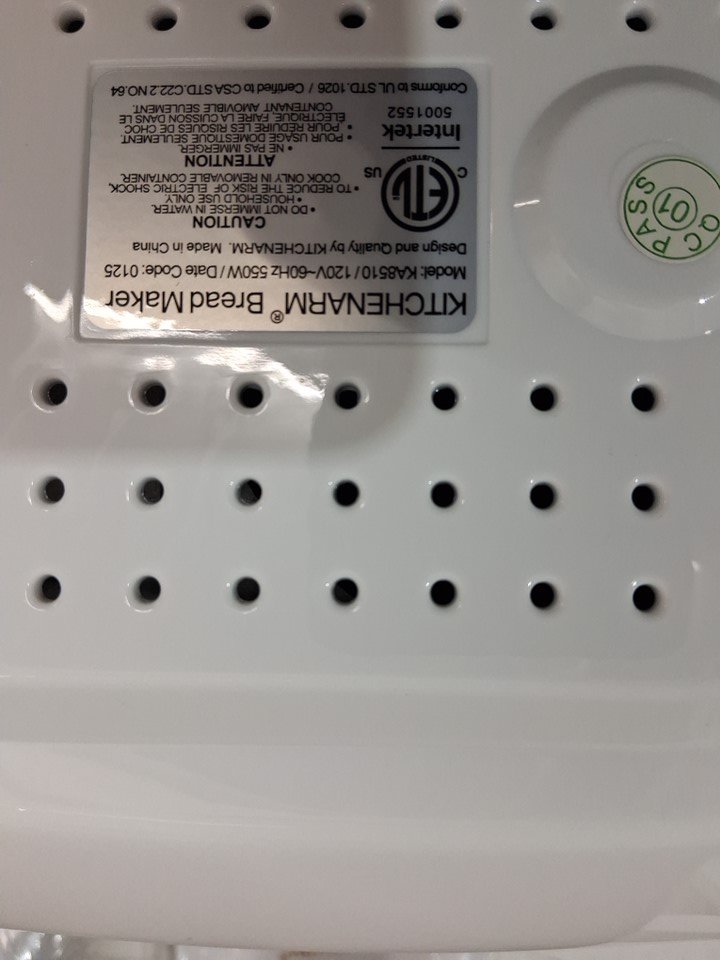 KITCHENARM® Bread Maker
Model: KA8510 / 120V~60Hz 550W / Date Code: 0125
Design and Quality by KITCHENARM. Made in China
C ETL US
LISTED
Intertek
5001552
CAUTION
• DO NOT IMMERSE IN WATER.
• HOUSEHOLD USE ONLY.
• TO REDUCE THE RISK OF ELECTRIC SHOCK,
COOK ONLY IN REMOVABLE CONTAINER.
ATTENTION
• NE PAS IMMERGER.
• POUR USAGE DOMESTIQUE SEULEMENT.
• POUR RÉDUIRE LES RISQUES DE CHOC
ÉLECTRIQUE, FAIRE LA CUISSON DANS LE
CONTENANT AMOVIBLE SEULEMENT.
Conforms to UL STD.1026 / Certified to CSA STD.C22.2 NO.64
Q C PASS
01